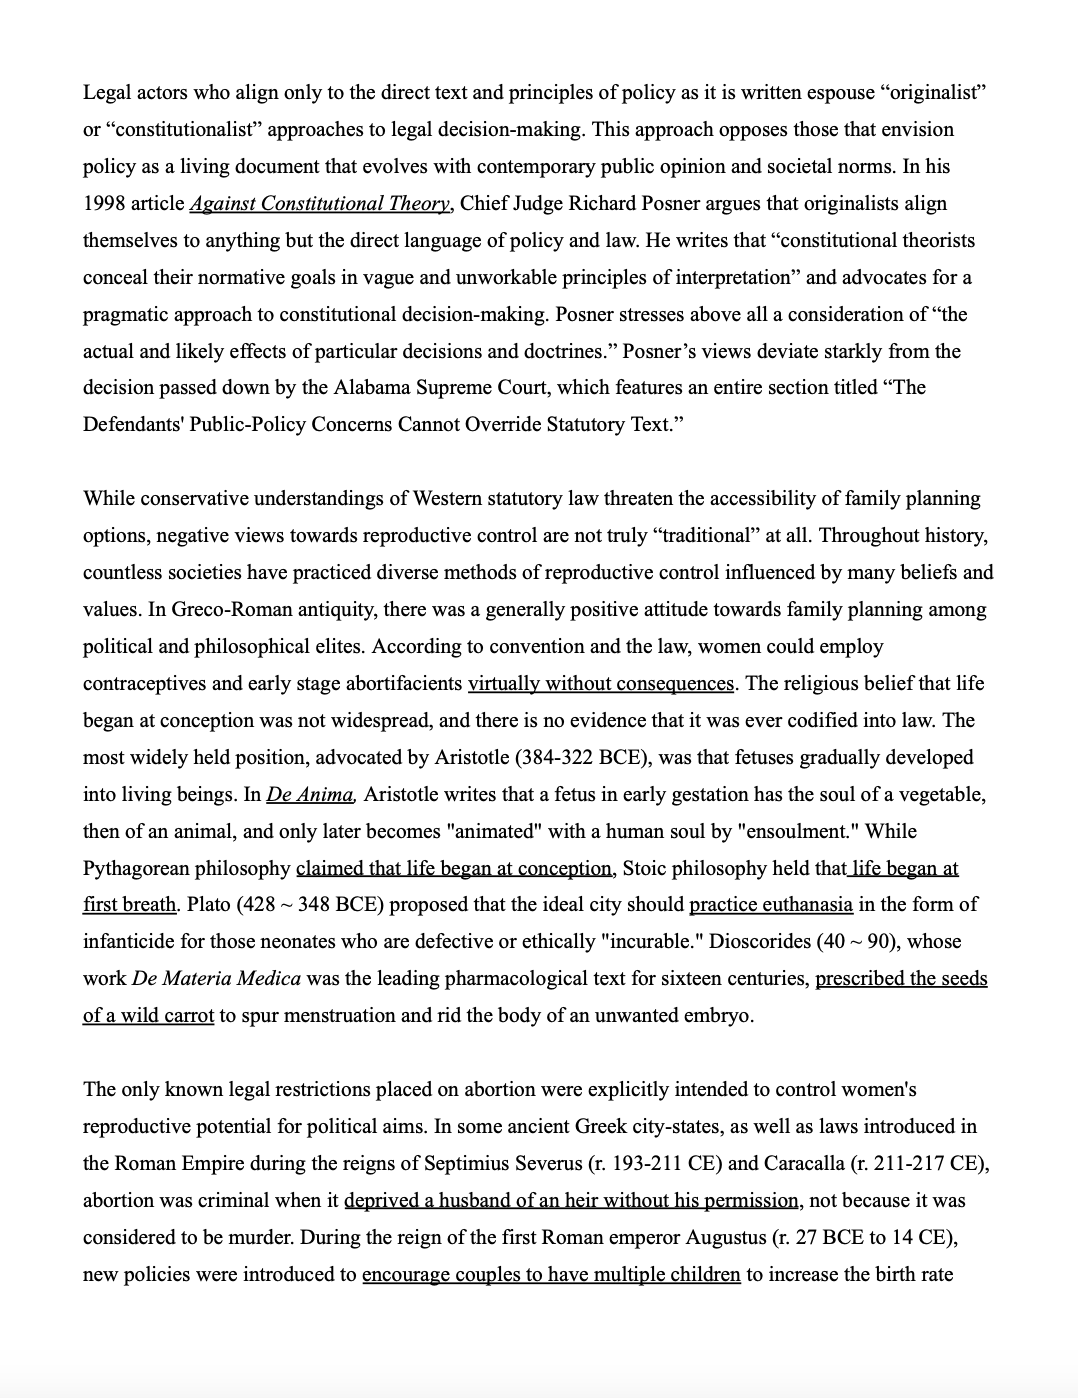 Legal actors who align only to the direct text and principles of policy as it is written espouse “originalist”
or “constitutionalist” approaches to legal decision-making. This approach opposes those that envision
policy as a living document that evolves with contemporary public opinion and societal norms. In his
1998 article Against Constitutional Theory, Chief Judge Richard Posner argues that originalists align
themselves to anything but the direct language of policy and law. He writes that “constitutional theorists
conceal their normative goals in vague and unworkable principles of interpretation” and advocates for a
pragmatic approach to constitutional decision-making. Posner stresses above all a consideration of “the
actual and likely effects of particular decisions and doctrines.” Posner’s views deviate starkly from the
decision passed down by the Alabama Supreme Court, which features an entire section titled “The
Defendants' Public-Policy Concerns Cannot Override Statutory Text.”

While conservative understandings of Western statutory law threaten the accessibility of family planning
options, negative views towards reproductive control are not truly “traditional” at all. Throughout history,
countless societies have practiced diverse methods of reproductive control influenced by many beliefs and
values. In Greco-Roman antiquity, there was a generally positive attitude towards family planning among
political and philosophical elites. According to convention and the law, women could employ
contraceptives and early stage abortifacients virtually without consequences. The religious belief that life
began at conception was not widespread, and there is no evidence that it was ever codified into law. The
most widely held position, advocated by Aristotle (384-322 BCE), was that fetuses gradually developed
into living beings. In De Anima, Aristotle writes that a fetus in early gestation has the soul of a vegetable,
then of an animal, and only later becomes "animated" with a human soul by "ensoulment." While
Pythagorean philosophy claimed that life began at conception, Stoic philosophy held that life began at
first breath. Plato (428 ~ 348 BCE) proposed that the ideal city should practice euthanasia in the form of
infanticide for those neonates who are defective or ethically "incurable." Dioscorides (40 ~ 90), whose
work De Materia Medica was the leading pharmacological text for sixteen centuries, prescribed the seeds
of a wild carrot to spur menstruation and rid the body of an unwanted embryo.

The only known legal restrictions placed on abortion were explicitly intended to control women's
reproductive potential for political aims. In some ancient Greek city-states, as well as laws introduced in
the Roman Empire during the reigns of Septimius Severus (r. 193-211 CE) and Caracalla (r. 211-217 CE),
abortion was criminal when it deprived a husband of an heir without his permission, not because it was
considered to be murder. During the reign of the first Roman emperor Augustus (r. 27 BCE to 14 CE),
new policies were introduced to encourage couples to have multiple children to increase the birth rate